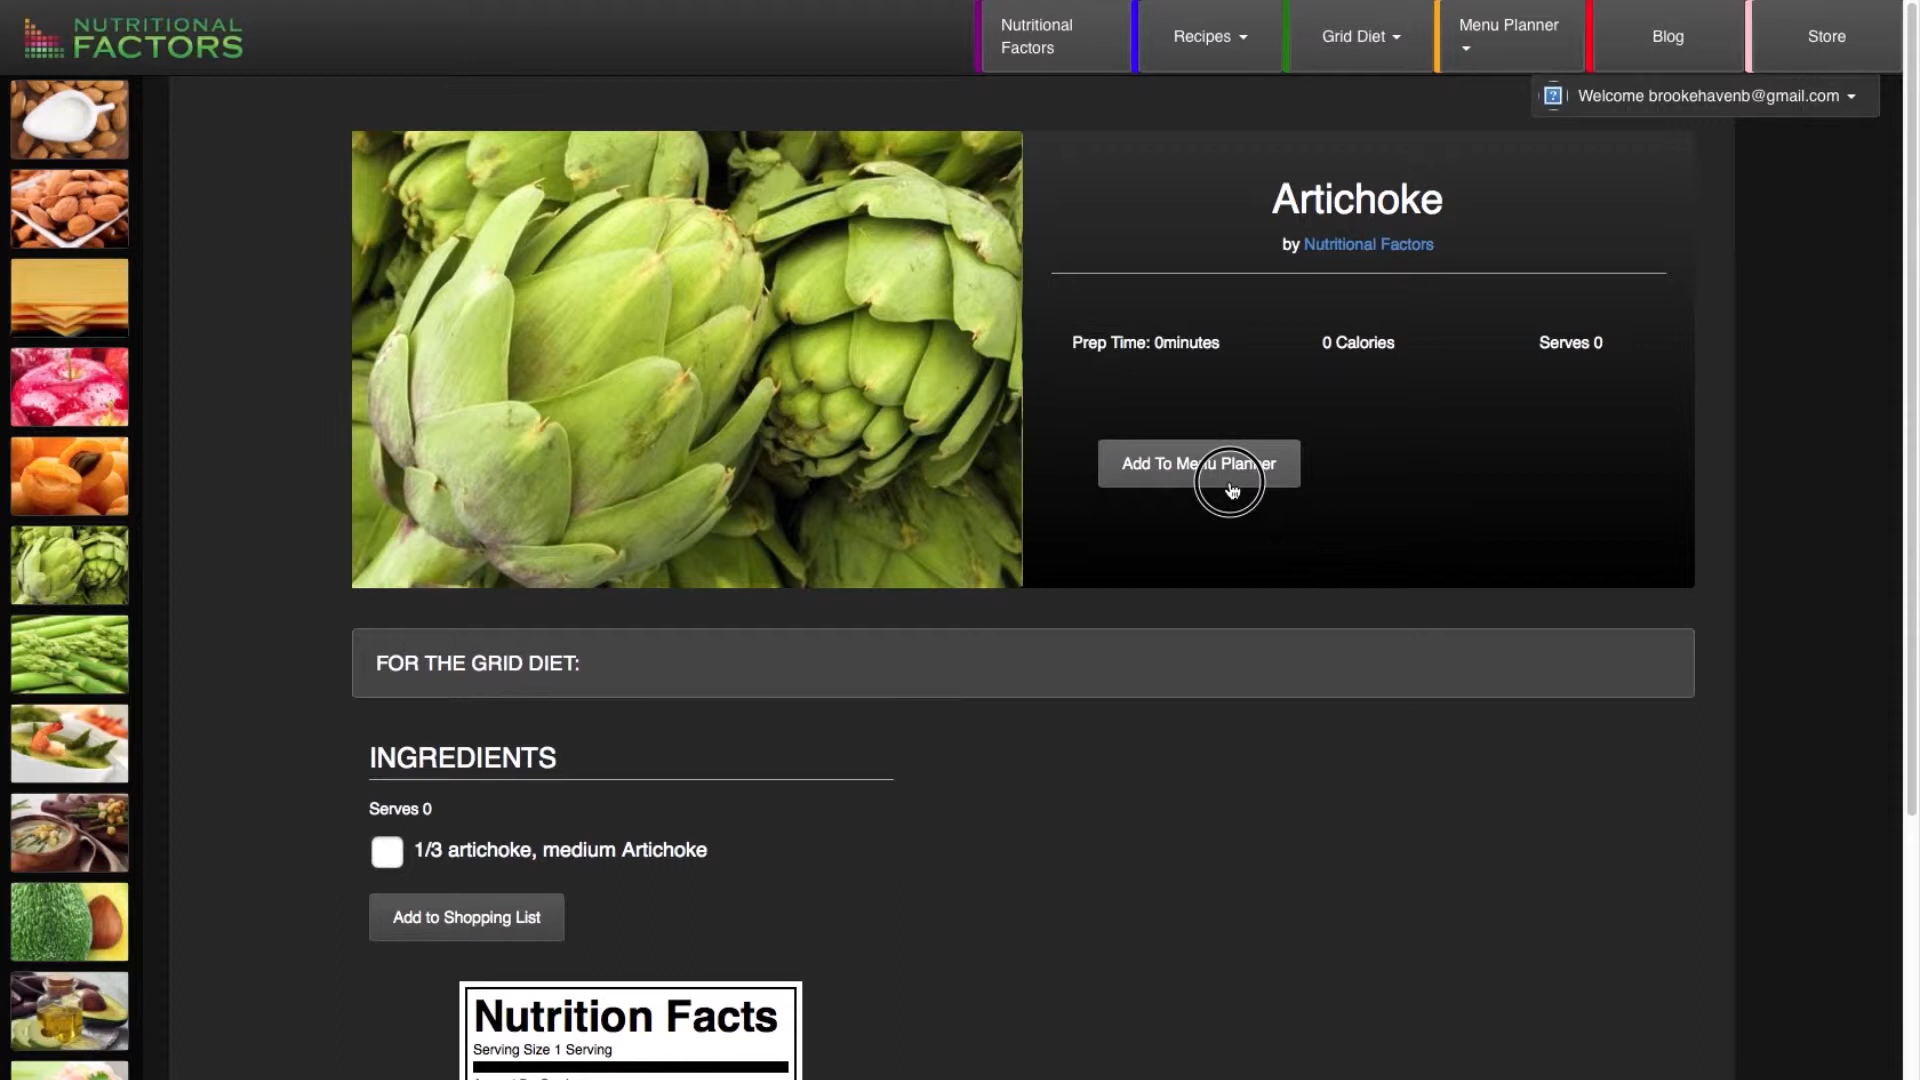 NUTRITIONAL
FACTORS
Nutritional
Factors
Recipes
Grid Diet
Menu Planner
Blog
Store
? Welcome brookehavenb@gmail.com
Artichoke
by Nutritional Factors
Prep Time: 0minutes
0 Calories
Serves 0
Add To Menu Planner
FOR THE GRID DIET:
INGREDIENTS
Serves 0
1/3 artichoke, medium Artichoke
Add to Shopping List
Nutrition Facts
Serving Size 1 Serving